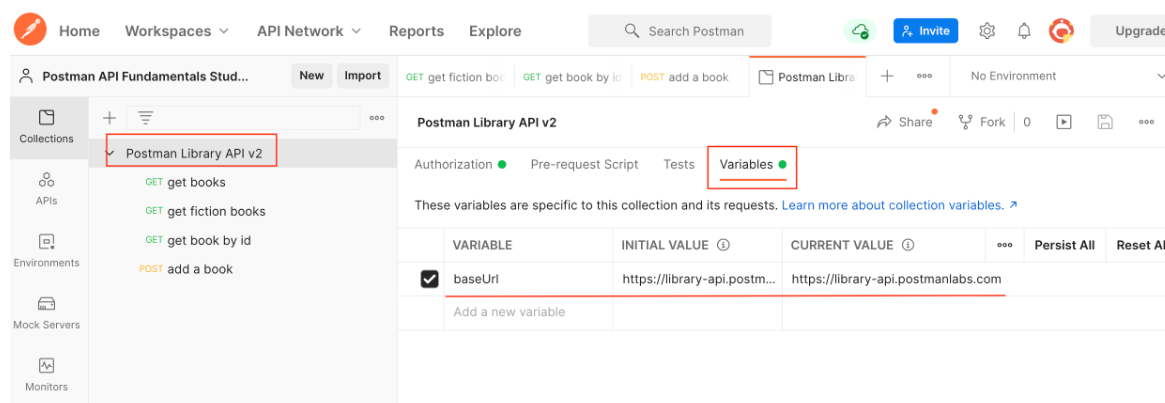 Home Workspaces API Network Reports Explore Search Postman Invite Upgrade
Postman API Fundamentals Stud... New Import GET get fiction boo GET get book by id POST add a book Postman Libra No Environment
Collections
APIs
Environments
Mock Servers
Monitors
Postman Library API v2
GET get books
GET get fiction books
GET get book by id
POST add a book
Postman Library API v2 Share Fork 0
Authorization Pre-request Script Tests Variables
These variables are specific to this collection and its requests. Learn more about collection variables. ↗
VARIABLE INITIAL VALUE CURRENT VALUE Persist All Reset Al
baseUrl https://library-api.postm... https://library-api.postmanlabs.com
Add a new variable